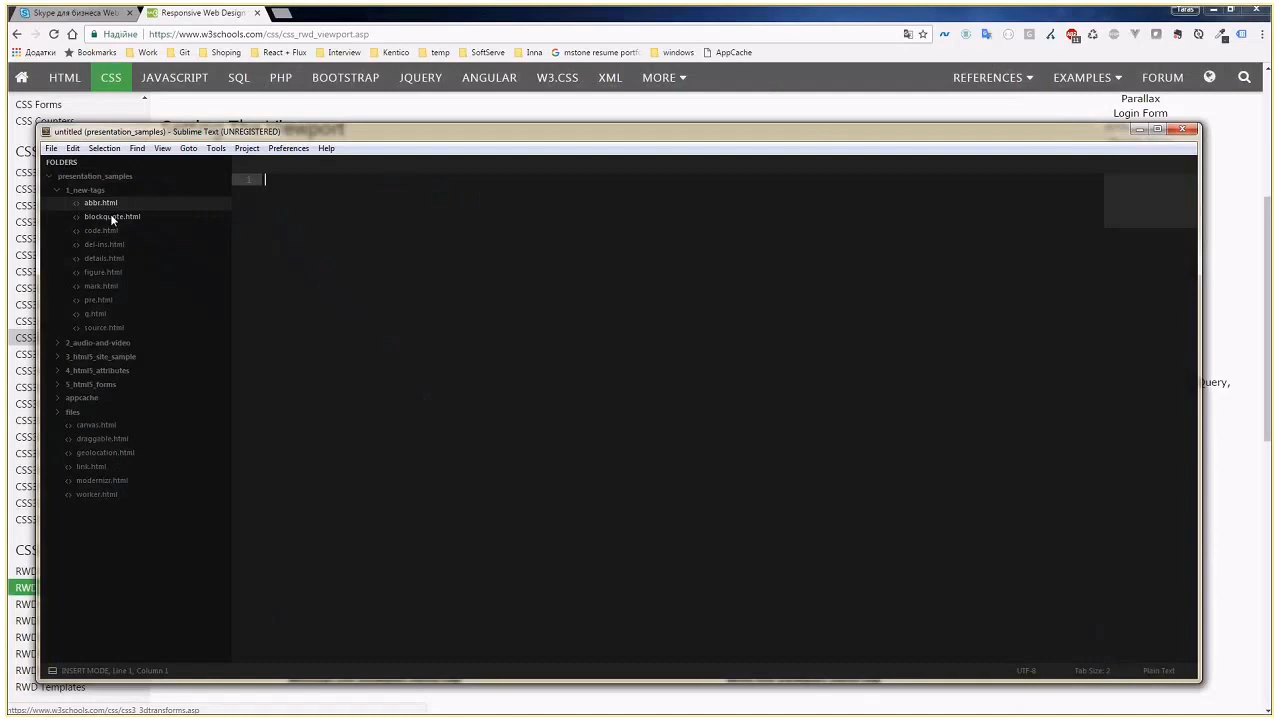 Skype для бизнеса Web
Responsive Web Design
Taras
Надійне
https://www.w3schools.com/css/css_rwd_viewport.asp
Додатки
Bookmarks
Work
Git
Shoping
React + Flux
Interview
Kentico
temp
SoftServe
Inna
mstone resume portf
windows
AppCache
HTML
CSS
JAVASCRIPT
SQL
PHP
BOOTSTRAP
JQUERY
ANGULAR
W3.CSS
XML
MORE
REFERENCES
EXAMPLES
FORUM
CSS Forms
CSS Counters
Parallax
Login Form
untitled (presentation_samples) - Sublime Text (UNREGISTERED)
File Edit Selection Find View Goto Tools Project Preferences Help
FOLDERS
presentation_samples
1_new-tags
abbr.html
blockquote.html
code.html
del-ins.html
details.html
figure.html
mark.html
pre.html
q.html
source.html
2_audio-and-video
3_html5_site_sample
4_html5_attributes
5_html5_forms
appcache
files
canvas.html
draggable.html
geolocation.html
link.html
modernizr.html
worker.html
1
Query,
INSERT MODE, Line 1, Column 1
UTF-8
Tab Size: 2
Plain Text
RWD Templates
https://www.w3schools.com/css/css3_3dtransforms.asp